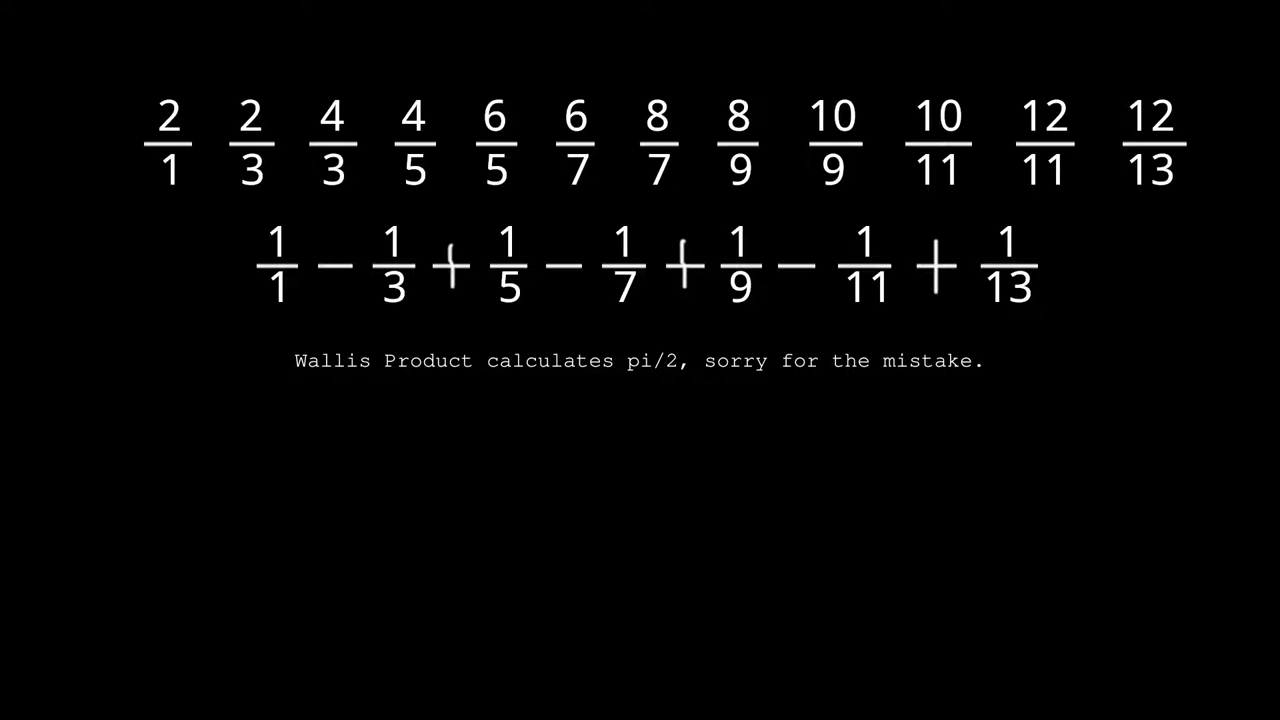 2/1 2/3 4/3 4/5 6/5 6/7 8/7 8/9 10/9 10/11 12/11 12/13
1/1 − 1/3 + 1/5 − 1/7 + 1/9 − 1/11 + 1/13
Wallis Product calculates pi/2, sorry for the mistake.